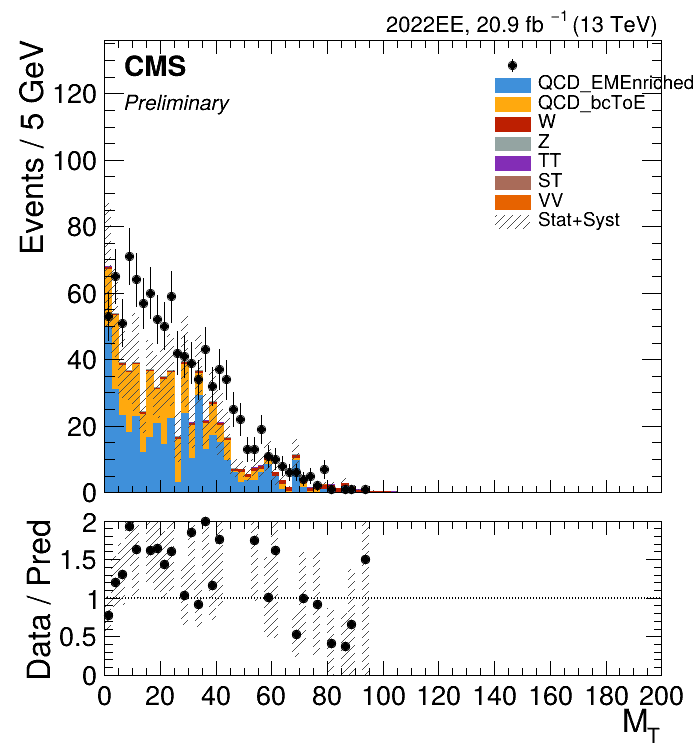 2022EE, 20.9 fb⁻¹ (13 TeV)
CMS
Preliminary
QCD_EMEnriched
QCD_bcToE
W
Z
TT
ST
VV
Stat+Syst
Events / 5 GeV
120
100
80
60
40
20
0
Data / Pred
2
1.5
1
0.5
0
0 20 40 60 80 100 120 140 160 180 200
M_T